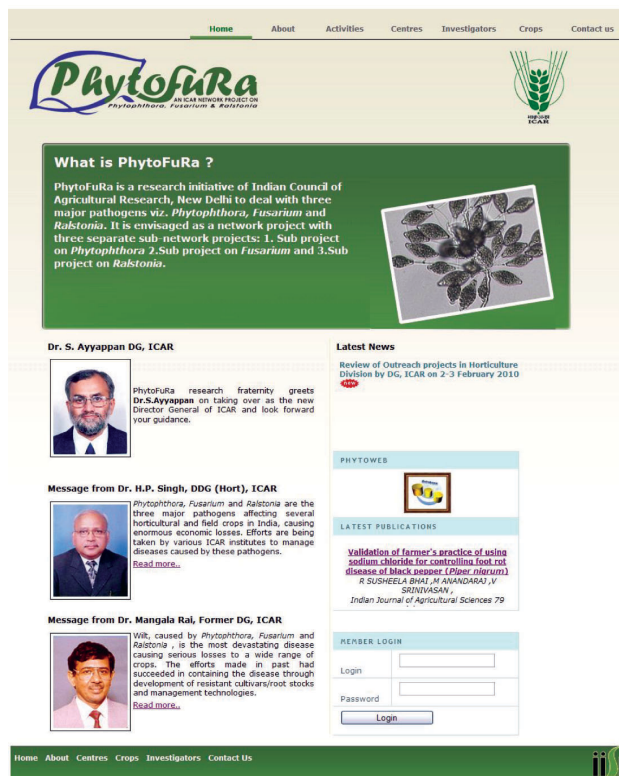 Home About Activities Centres Investigators Crops Contact us
PhytoFuRa
AN ICAR NETWORK PROJECT ON
Phytophthora, Fusarium & Ralstonia
ICAR
What is PhytoFuRa ?
PhytoFuRa is a research initiative of Indian Council of
Agricultural Research, New Delhi to deal with three
major pathogens viz. Phytophthora, Fusarium and
Ralstonia. It is envisaged as a network project with
three separate sub-network projects: 1. Sub project
on Phytophthora 2.Sub project on Fusarium and 3.Sub
project on Ralstonia.
Dr. S. Ayyappan DG, ICAR
PhytoFuRa research fraternity greets
Dr.S.Ayyappan on taking over as the new
Director General of ICAR and look forward
your guidance.
Message from Dr. H.P. Singh, DDG (Hort), ICAR
Phytophthora, Fusarium and Ralstonia are the
three major pathogens affecting several
horticultural and field crops in India, causing
enormous economic losses. Efforts are being
taken by various ICAR institutes to manage
diseases caused by these pathogens.
Read more..
Message from Dr. Mangala Rai, Former DG, ICAR
Wilt, caused by Phytophthora, Fusarium and
Ralstonia , is the most devastating disease
causing serious losses to a wide range of
crops. The efforts made in past had
succeeded in containing the disease through
development of resistant cultivars/root stocks
and management technologies.
Read more..
Latest News
Review of Outreach projects in Horticulture
Division by DG, ICAR on 2-3 February 2010
new
PHYTOWEB
LATEST PUBLICATIONS
Validation of farmer's practice of using
sodium chloride for controlling foot rot
disease of black pepper (Piper nigrum)
R SUSHEELA BHAI ,M ANANDARAJ ,V
SRINIVASAN ,
Indian Journal of Agricultural Sciences 79
MEMBER LOGIN
Login
Password
Login
Home About Centres Crops Investigators Contact Us